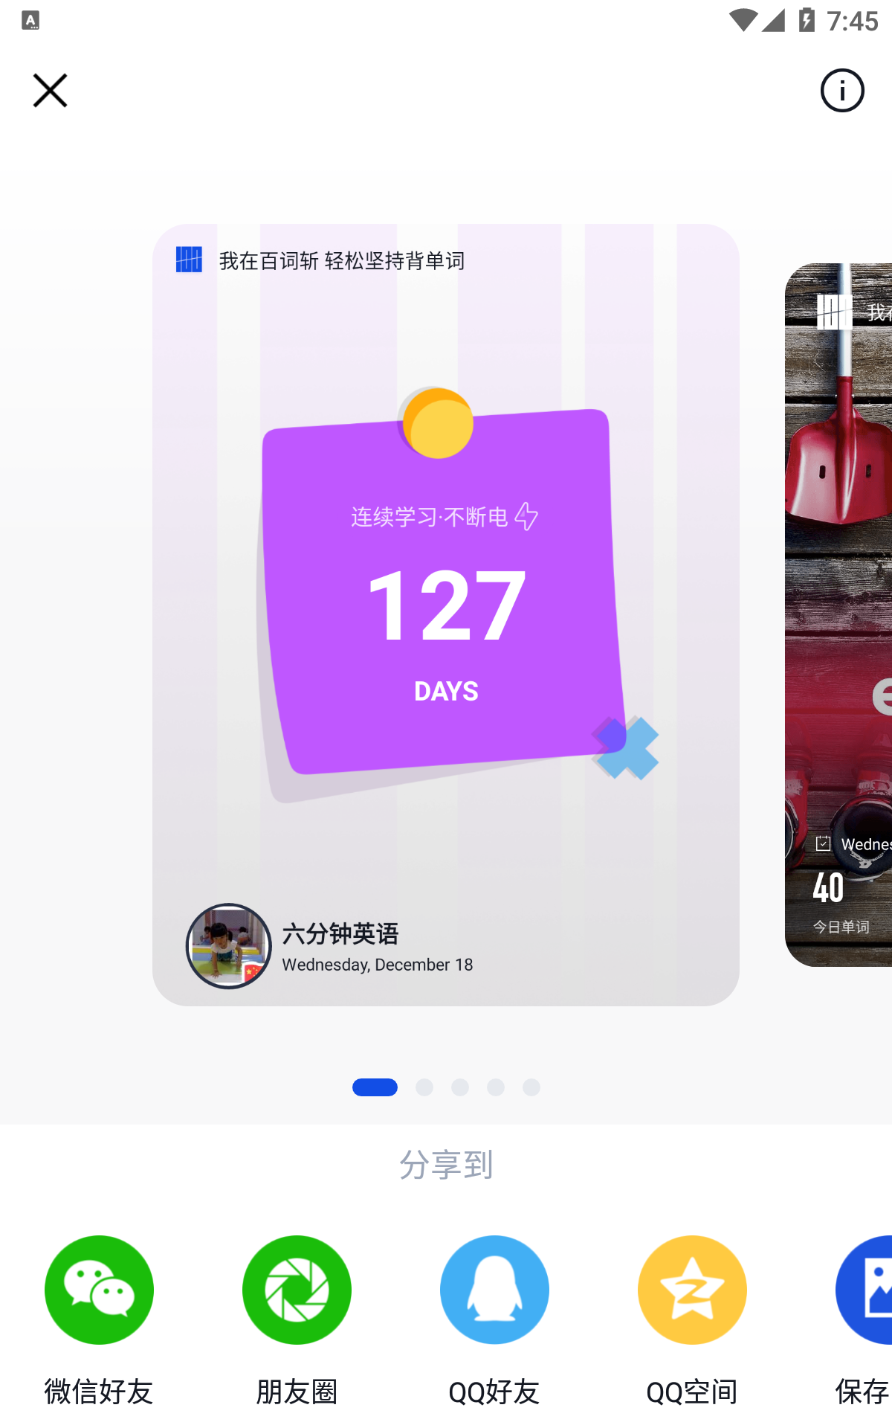 7:45
我在百词斩 轻松坚持背单词
连续学习·不断电
127
DAYS
六分钟英语
Wednesday, December 18
40
今日单词
分享到
微信好友
朋友圈
QQ好友
QQ空间
保存